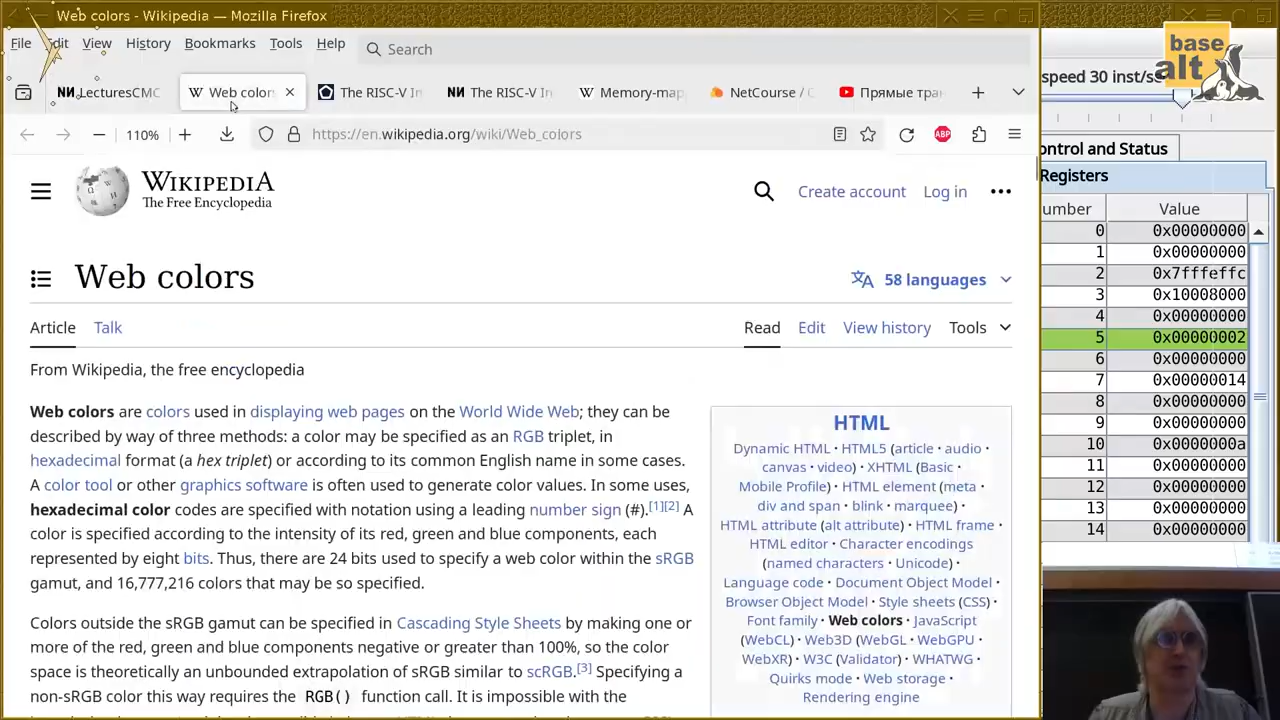 Web colors - Wikipedia — Mozilla Firefox
File Edit View History Bookmarks Tools Help
Search
LecturesCMC
Web color
The RISC-V In
The RISC-V In
Memory-map
NetCourse / C
Прямые тран
110%
https://en.wikipedia.org/wiki/Web_colors
ABP
WIKIPEDIA
The Free Encyclopedia
Create account Log in
Web colors
58 languages
Article Talk
Read Edit View history Tools
From Wikipedia, the free encyclopedia
Web colors are colors used in displaying web pages on the World Wide Web; they can be
described by way of three methods: a color may be specified as an RGB triplet, in
hexadecimal format (a hex triplet) or according to its common English name in some cases.
A color tool or other graphics software is often used to generate color values. In some uses,
hexadecimal color codes are specified with notation using a leading number sign (#).[1][2] A
color is specified according to the intensity of its red, green and blue components, each
represented by eight bits. Thus, there are 24 bits used to specify a web color within the sRGB
gamut, and 16,777,216 colors that may be so specified.
Colors outside the sRGB gamut can be specified in Cascading Style Sheets by making one or
more of the red, green and blue components negative or greater than 100%, so the color
space is theoretically an unbounded extrapolation of sRGB similar to scRGB.[3] Specifying a
non-sRGB color this way requires the RGB() function call. It is impossible with the
HTML
Dynamic HTML · HTML5 (article · audio ·
canvas · video) · XHTML (Basic ·
Mobile Profile) · HTML element (meta ·
div and span · blink · marquee) ·
HTML attribute (alt attribute) · HTML frame ·
HTML editor · Character encodings
(named characters · Unicode) ·
Language code · Document Object Model ·
Browser Object Model · Style sheets (CSS) ·
Font family · Web colors · JavaScript
(WebCL) · Web3D (WebGL · WebGPU ·
WebXR) · W3C (Validator) · WHATWG ·
Quirks mode · Web storage ·
Rendering engine
base
alt
speed 30 inst/se
ontrol and Status
Registers
umber Value
0 0x00000000
1 0x00000000
2 0x7fffeffc
3 0x10008000
4 0x00000000
5 0x00000002
6 0x00000000
7 0x00000014
8 0x00000000
9 0x00000000
10 0x0000000a
11 0x00000000
12 0x00000000
13 0x00000000
14 0x00000000